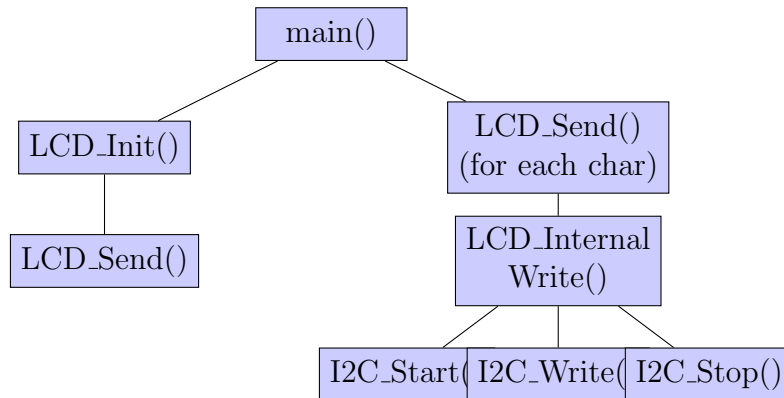 main()
LCD_Init()
LCD_Send()
(for each char)
LCD_Send()
LCD_Internal
Write()
I2C_Start(
I2C_Write(
I2C_Stop()